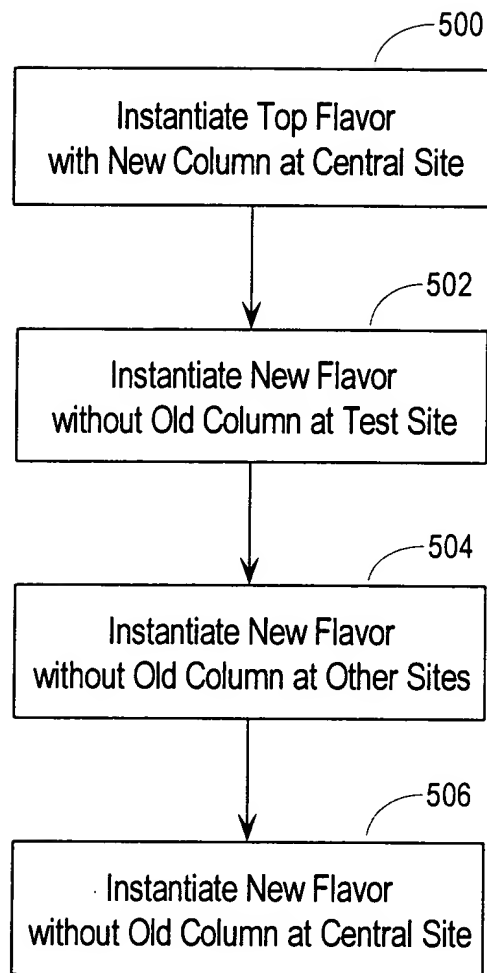 500
Instantiate Top Flavor
with New Column at Central Site
502
Instantiate New Flavor
without Old Column at Test Site
504
Instantiate New Flavor
without Old Column at Other Sites
506
Instantiate New Flavor
without Old Column at Central Site